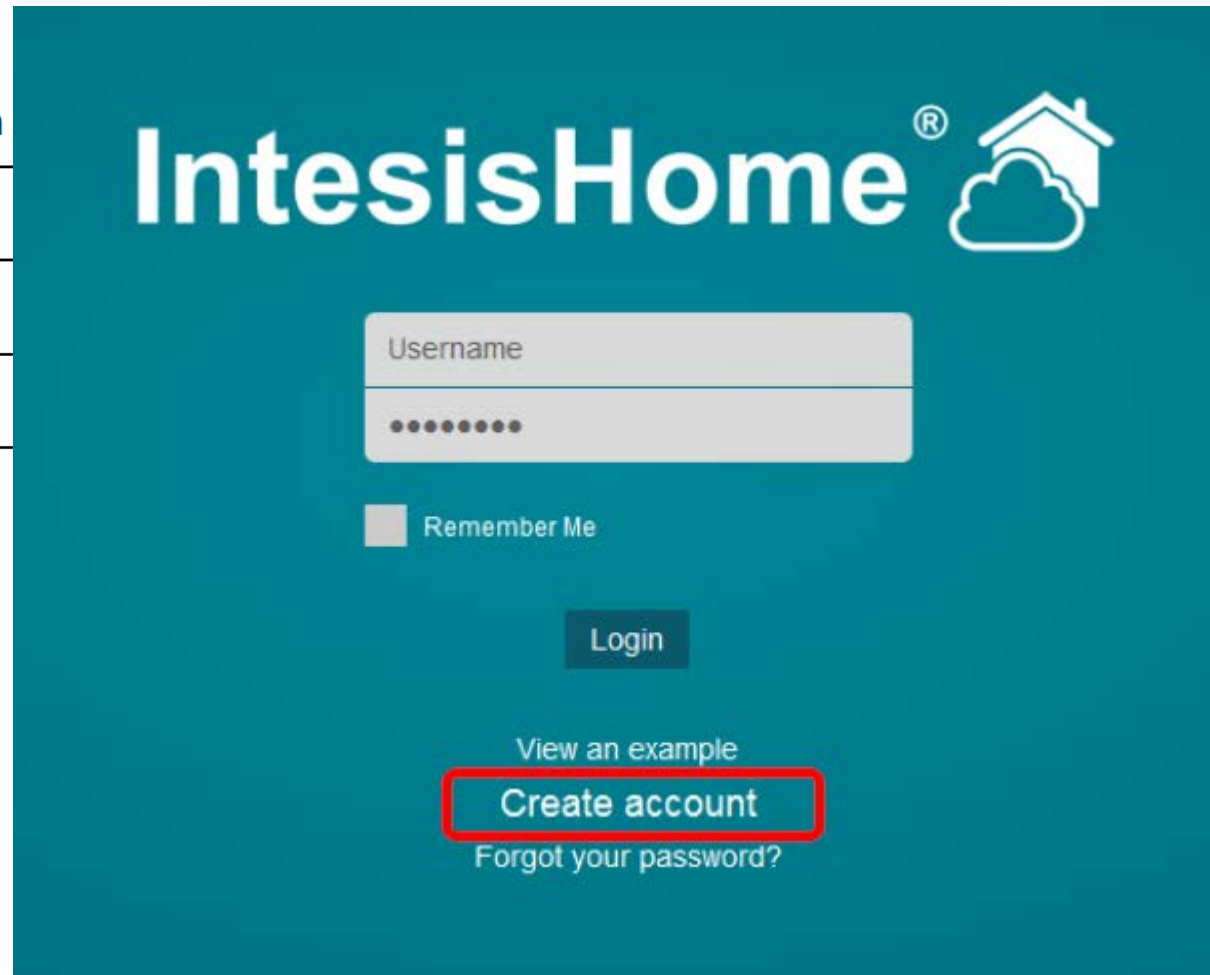 IntesisHome®
Username
••••••••
Remember Me
Login
View an example
Create account
Forgot your password?